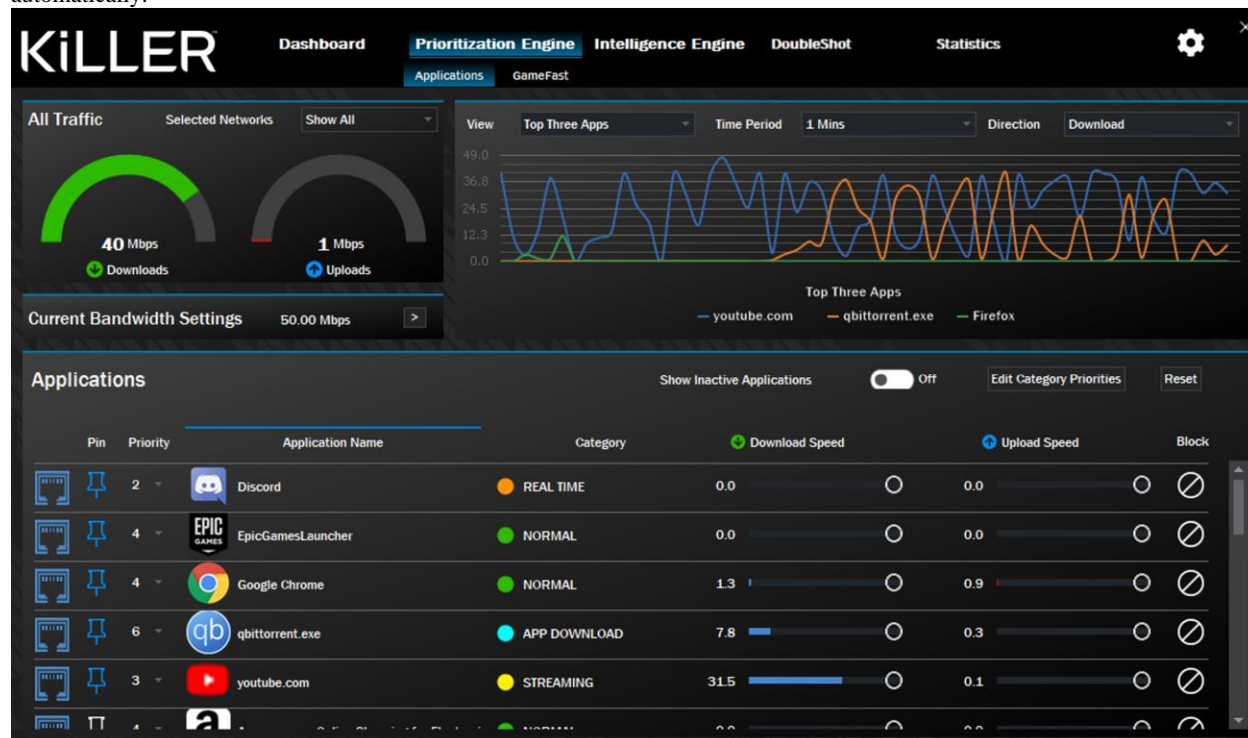 automatically.
KiLLER Dashboard Prioritization Engine Intelligence Engine DoubleShot Statistics
Applications GameFast
All Traffic Selected Networks Show All
40 Mbps 1 Mbps
Downloads Uploads
Current Bandwidth Settings 50.00 Mbps >
View Top Three Apps Time Period 1 Mins Direction Download
49.0
36.8
24.5
12.3
0.0
Top Three Apps
youtube.com qbittorrent.exe Firefox
Applications Show Inactive Applications Off Edit Category Priorities Reset
Pin Priority Application Name Category Download Speed Upload Speed Block
2 Discord REAL TIME 0.0 0.0
4 EPIC GAMES EpicGamesLauncher NORMAL 0.0 0.0
4 Google Chrome NORMAL 1.3 0.9
6 qb qbittorrent.exe APP DOWNLOAD 7.8 0.3
3 youtube.com STREAMING 31.5 0.1
a